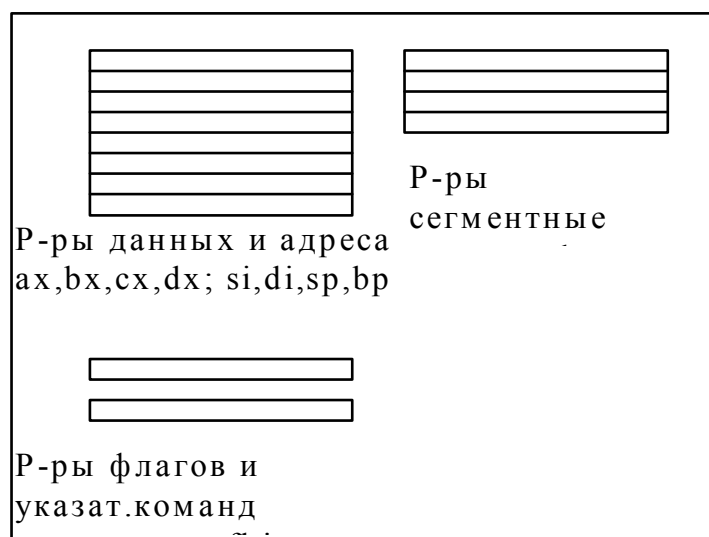 Р-ры
сегментные
Р-ры данных и адреса
ax,bx,cx,dx; si,di,sp,bp
Р-ры флагов и
указат.команд